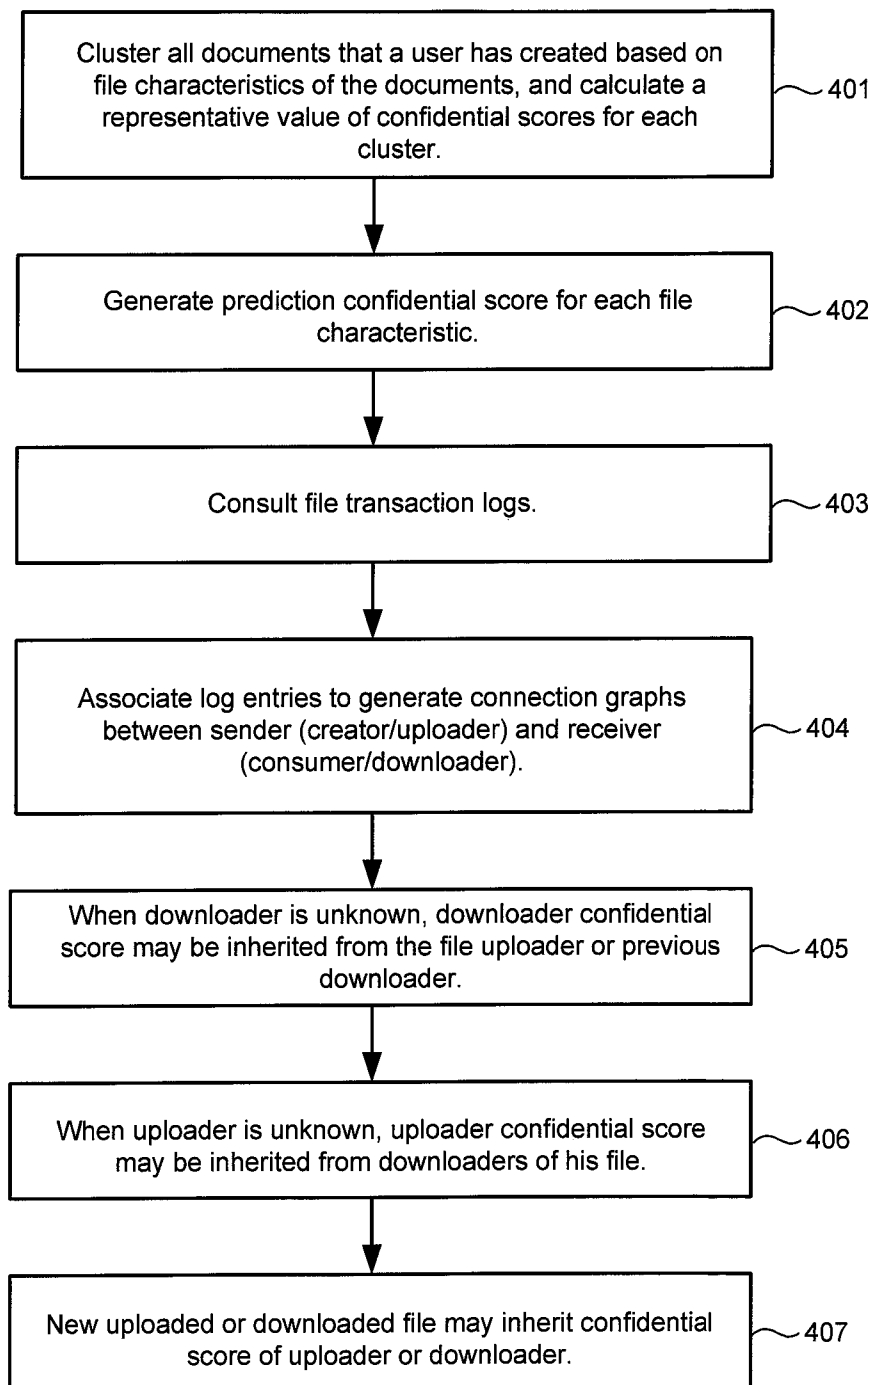 Cluster all documents that a user has created based on
file characteristics of the documents, and calculate a
representative value of confidential scores for each
cluster.
401
Generate prediction confidential score for each file
characteristic.
402
Consult file transaction logs.
403
Associate log entries to generate connection graphs
between sender (creator/uploader) and receiver
(consumer/downloader).
404
When downloader is unknown, downloader confidential
score may be inherited from the file uploader or previous
downloader.
405
When uploader is unknown, uploader confidential score
may be inherited from downloaders of his file.
406
New uploaded or downloaded file may inherit confidential
score of uploader or downloader.
407